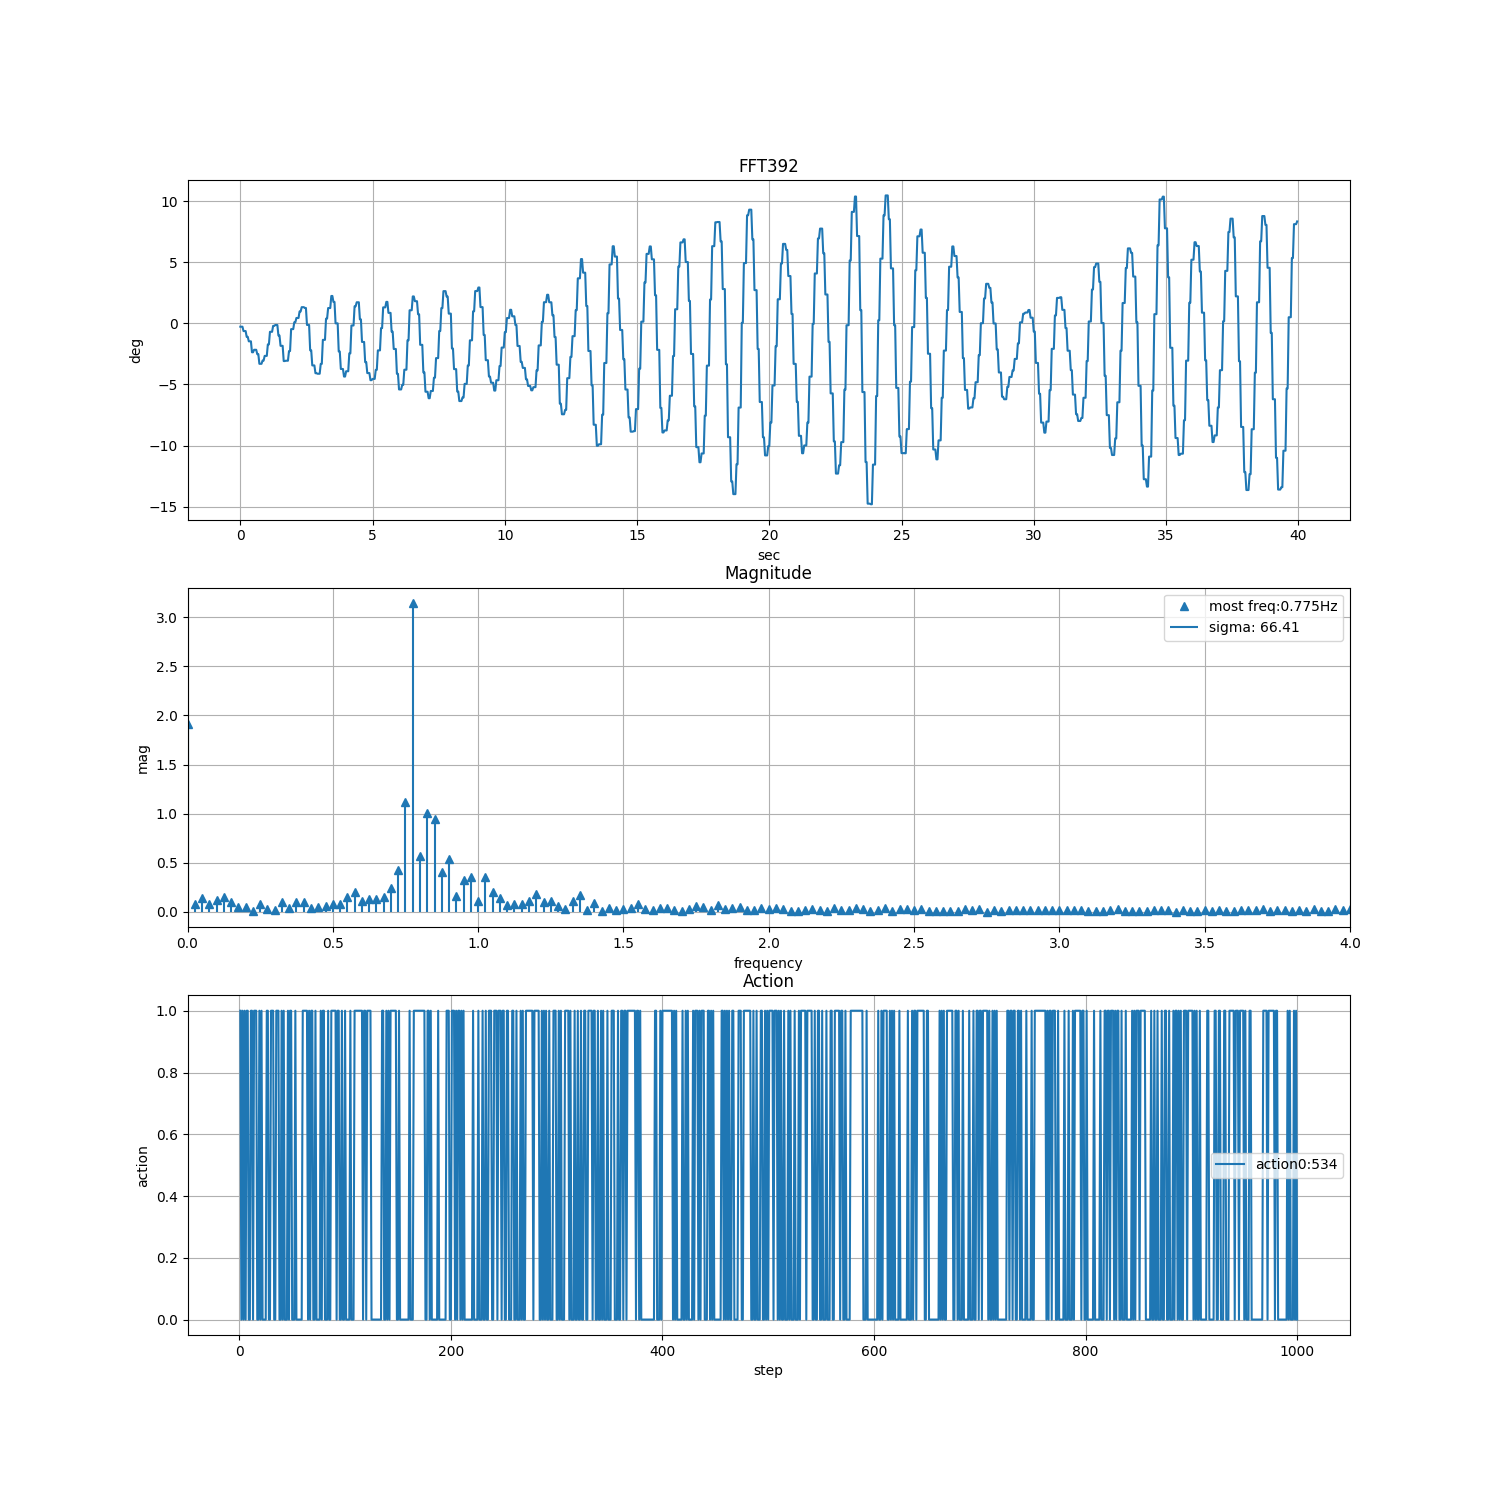 FFT392
10
5
0
−5
−10
−15
deg
0 5 10 15 20 25 30 35 40
sec
Magnitude
3.0
2.5
2.0
1.5
1.0
0.5
0.0
mag
most freq:0.775Hz
sigma: 66.41
0.0 0.5 1.0 1.5 2.0 2.5 3.0 3.5 4.0
frequency
Action
1.0
0.8
0.6
0.4
0.2
0.0
action
action0:534
0 200 400 600 800 1000
step